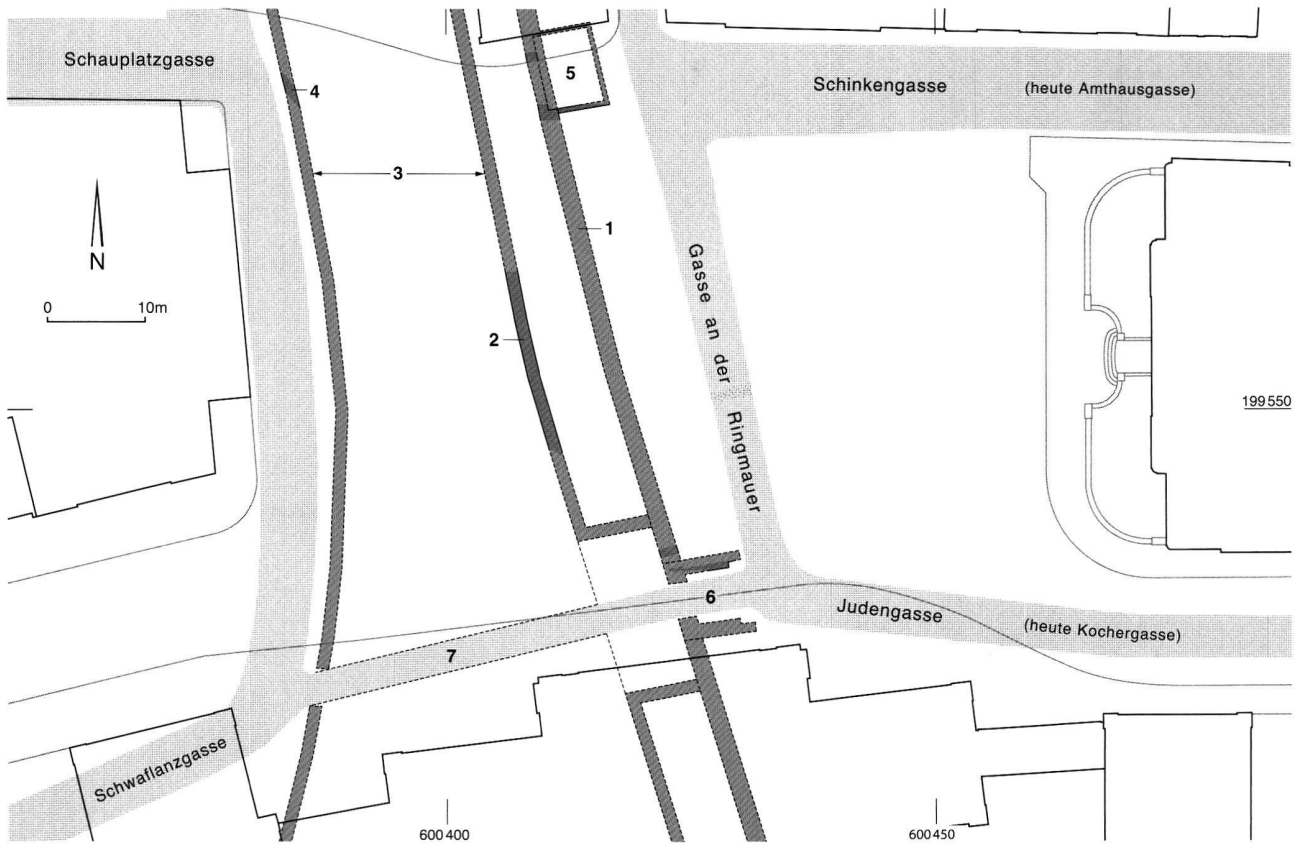 Schauplatzgasse
4
5
Schinkengasse (heute Amthausgasse)
3
1
N
0 10m
2
Gasse an der Ringmauer
199 550
6
Judengasse (heute Kochergasse)
7
Schwaflanzgasse
600 400
600 450